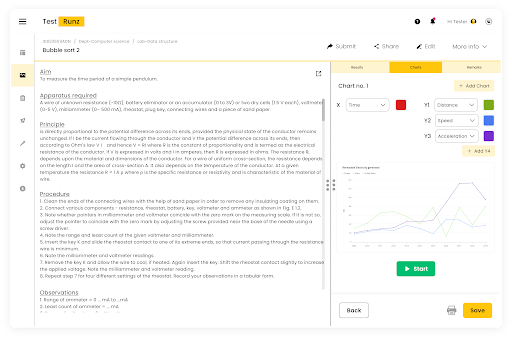 Test Runz
Hi Tester
1002556VHGN / Dept-Computer science / Lab-Data structure
Bubble sort 2
Submit
Share
Edit
More info
Aim
To measure the time period of a simple pendulum.
Apparatus required
A wire of unknown resistance (~10Ω), battery eliminator or an accumulator (0 to 3V) or two dry cells (1.5 V each), voltmeter
(0-5 V), milliammeter (0– 500 mA), rheostat, plug key, connecting wires and a piece of sand paper
Principle
is directly proportional to the potential difference across its ends, provided the physical state of the conductor remains
unchanged. If I be the current flowing through the conductor and V the potential difference across its ends, then
according to Ohm's law V I and hence V = RI where R is the constant of proportionality and is termed as the electrical
resistance of the conductor. If V is expressed in volts and I in amperes, then R is expressed in ohms. The resistance R,
depends upon the material and dimensions of the conductor. For a wire of uniform cross-section, the resistance depends
on the length l and the area of cross-section A. It also depends on the temperature of the conductor. At a given
temperature the resistance R = l A ρ where ρ is the specific resistance or resistivity and is characteristic of the material of
wire.
Procedure
1. Clean the ends of the connecting wires with the help of sand paper in order to remove any insulating coating on them.
2. Connect various components - resistance, rheostat, battery, key, voltmeter and ammeter as shown in Fig. E 1.2.
3. Note whether pointers in milliammeter and voltmeter coincide with the zero mark on the measuring scale. If it is not so,
adjust the pointer to coincide with the zero mark by adjusting the screw provided near the base of the needle using a
screw driver.
4. Note the range and least count of the given voltmeter and milliammeter.
5. Insert the key K and slide the rheostat contact to one of its extreme ends, so that current passing through the resistance
wire is minimum.
6. Note the milliammeter and voltmeter readings.
7. Remove the key K and allow the wire to cool, if heated. Again insert the key. Shift the rheostat contact slightly to increase
the applied voltage. Note the milliammeter and voltmeter reading.
8. Repeat step 7 for four different settings of the rheostat. Record your observations in a tabular form.
Observations
1. Range of ammeter = 0 ... mA to ...mA
2. Least count of ammeter = ... mA
Results
Charts
Remarks
Chart no. 1
+ Add Chart
X
Time
Y1
Distance
Y2
Speed
Y3
Acceleration
+ Add Y4
Start
Back
Save